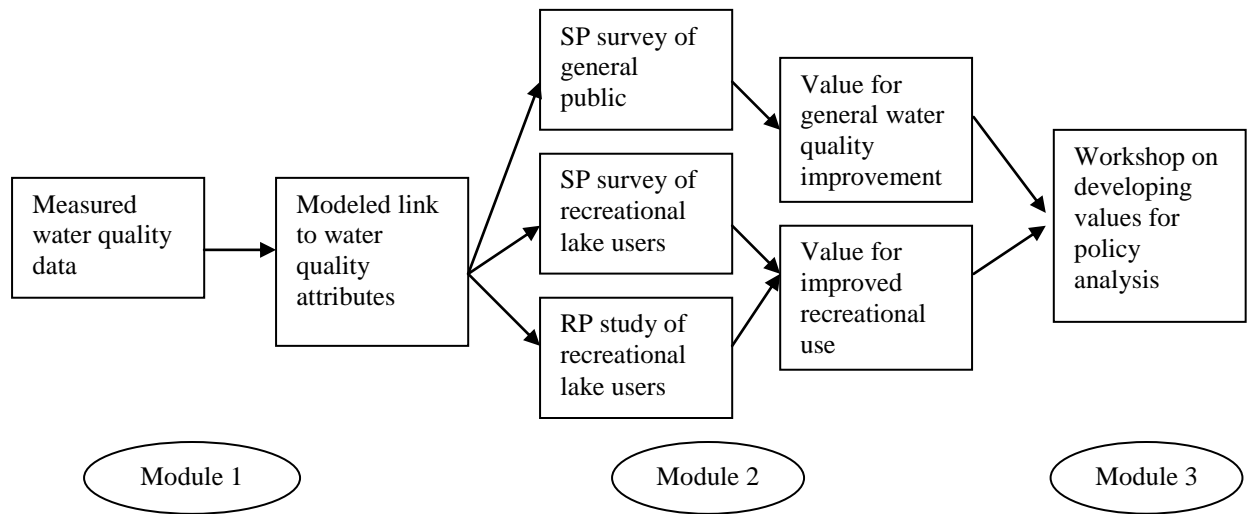 Measured
water quality
data
Modeled link
to water
quality
attributes
SP survey of
general
public
SP survey of
recreational
lake users
RP study of
recreational
lake users
Value for
general water
quality
improvement
Value for
improved
recreational
use
Workshop on
developing
values for
policy
analysis
Module 1
Module 2
Module 3